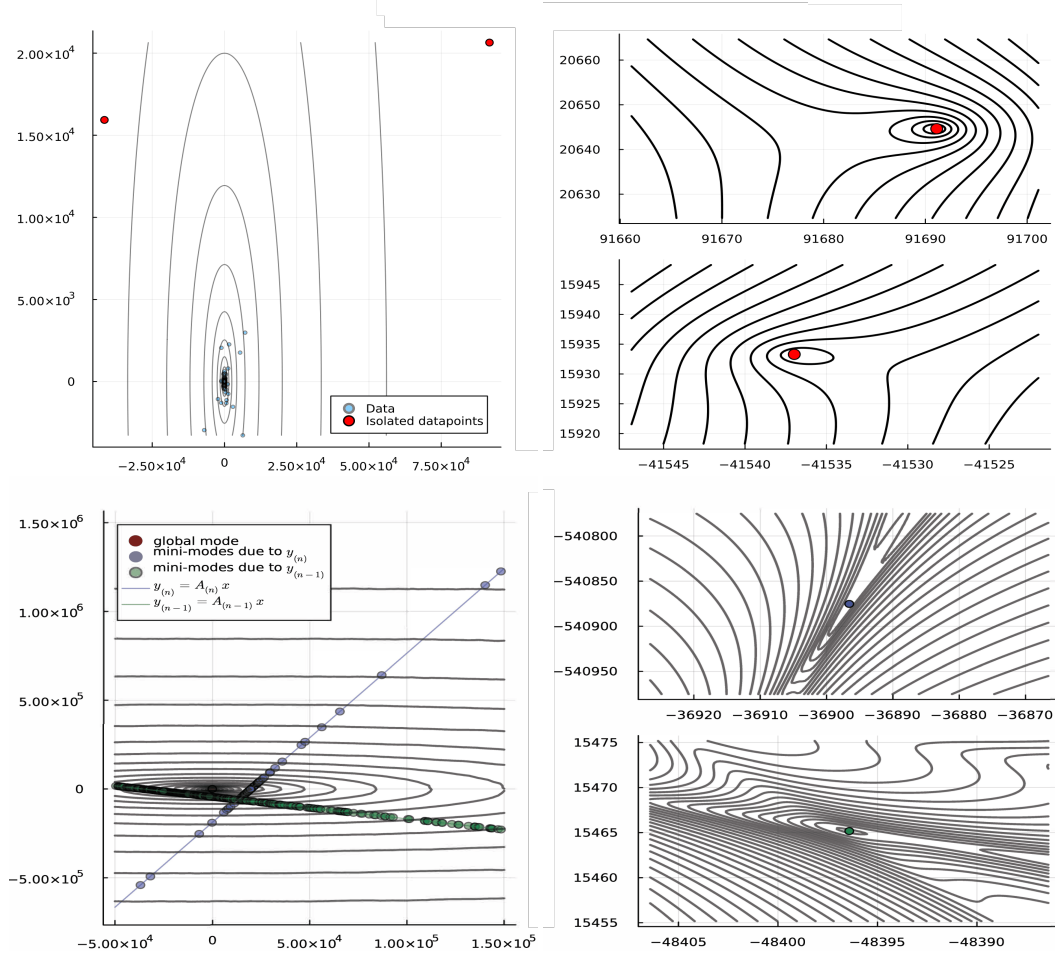 2.00×10⁴
1.50×10⁴
1.00×10⁴
5.00×10³
0
−2.50×10⁴ 0 2.50×10⁴ 5.00×10⁴ 7.50×10⁴
Data
Isolated datapoints
20660
20650
20640
20630
91660 91670 91680 91690 91700
15945
15940
15935
15930
15925
15920
−41545 −41540 −41535 −41530 −41525
1.50×10⁶
1.00×10⁶
5.00×10⁵
0
−5.00×10⁵
−5.00×10⁴ 0 5.00×10⁴ 1.00×10⁵ 1.50×10⁵
global mode
mini-modes due to y₍ₙ₎
mini-modes due to y₍ₙ₋₁₎
y₍ₙ₎ = A₍ₙ₎ x
y₍ₙ₋₁₎ = A₍ₙ₋₁₎ x
−540800
−540850
−540900
−540950
−36920 −36910 −36900 −36890 −36880 −36870
15475
15470
15465
15460
15455
−48405 −48400 −48395 −48390